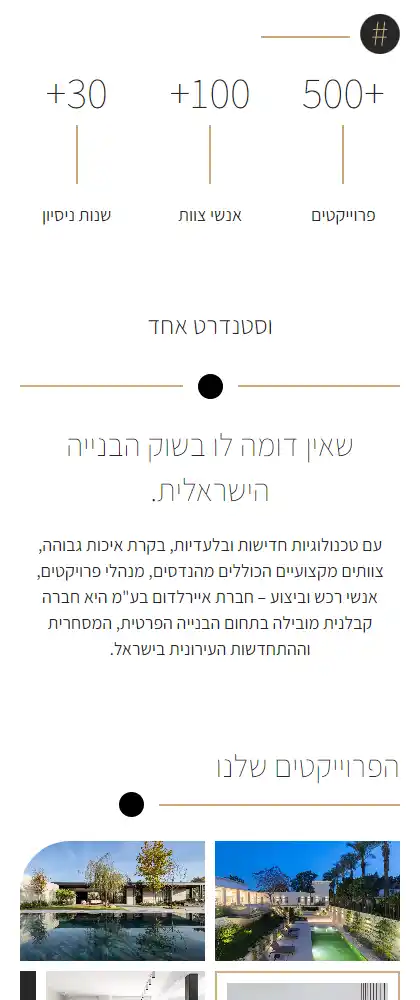 #
500+
100+
30+
פרוייקטים
אנשי צוות
שנות ניסיון
וסטנדרט אחד
שאין דומה לו בשוק הבנייה
הישראלית.
עם טכנולוגיות חדישות ובלעדיות, בקרת איכות גבוהה,
צוותים מקצועיים הכוללים מהנדסים, מנהלי פרויקטים,
אנשי רכש וביצוע – חברת איירלדום בע"מ היא חברה
קבלנית מובילה בתחום הבנייה הפרטית, המסחרית
וההתחדשות העירונית בישראל.
הפרוייקטים שלנו